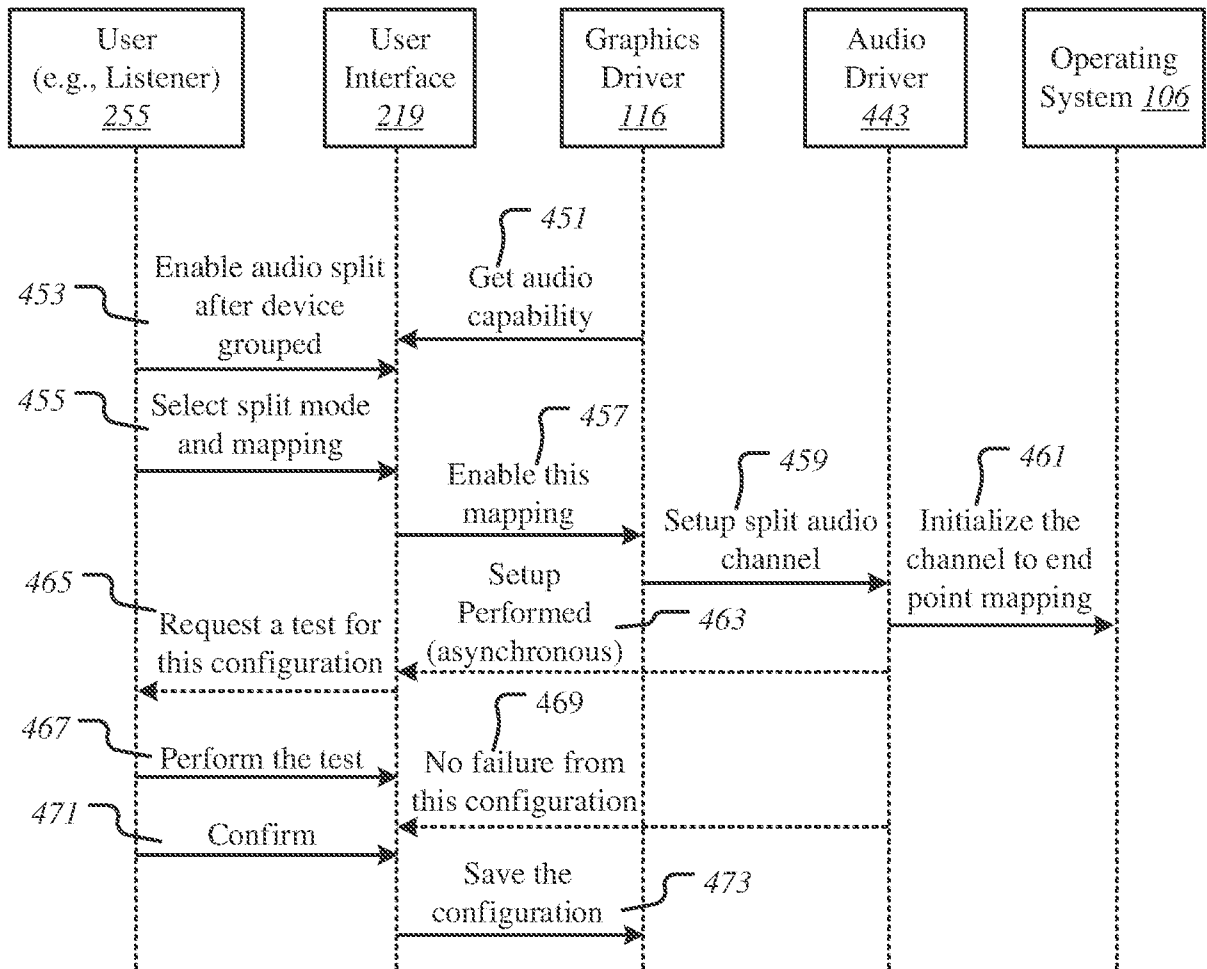 User
(e.g., Listener)
255
User
Interface
219
Graphics
Driver
116
Audio
Driver
443
Operating
System 106
451
Get audio
capability
453
Enable audio split
after device
grouped
455
Select split mode
and mapping
457
Enable this
mapping
459
Setup split audio
channel
461
Initialize the
channel to end
point mapping
463
Setup
Performed
(asynchronous)
465
Request a test for
this configuration
467
Perform the test
469
No failure from
this configuration
471
Confirm
473
Save the
configuration